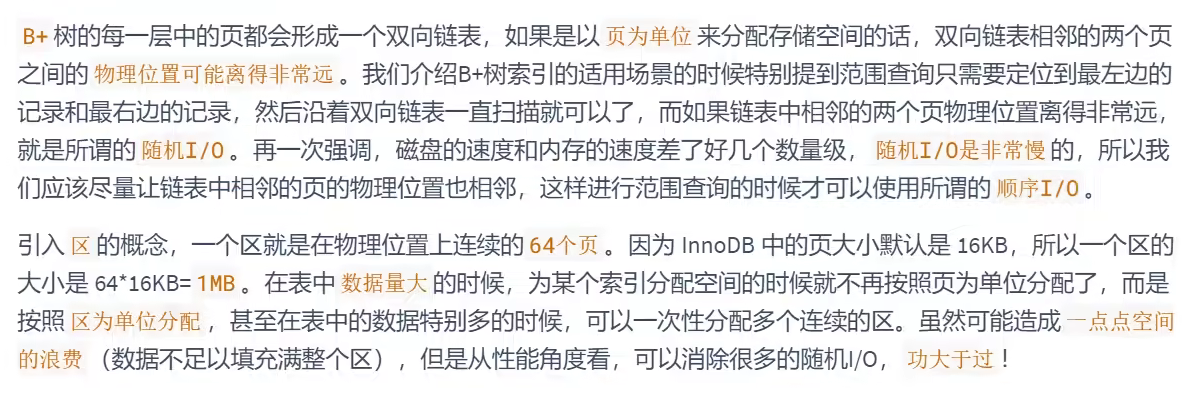 B+ 树的每一层中的页都会形成一个双向链表，如果是以 页为单位 来分配存储空间的话，双向链表相邻的两个页
之间的 物理位置可能离得非常远 。我们介绍B+树索引的适用场景的时候特别提到范围查询只需要定位到最左边的
记录和最右边的记录，然后沿着双向链表一直扫描就可以了，而如果链表中相邻的两个页物理位置离得非常远，
就是所谓的 随机I/O 。再一次强调，磁盘的速度和内存的速度差了好几个数量级， 随机I/O是非常慢 的，所以我
们应该尽量让链表中相邻的页的物理位置也相邻，这样进行范围查询的时候才可以使用所谓的 顺序I/O 。
引入 区 的概念，一个区就是在物理位置上连续的 64个页 。因为 InnoDB 中的页大小默认是 16KB，所以一个区的
大小是 64*16KB= 1MB 。在表中 数据量大 的时候，为某个索引分配空间的时候就不再按照页为单位分配了，而是
按照 区为单位分配 ，甚至在表中的数据特别多的时候，可以一次性分配多个连续的区。虽然可能造成 一点点空间
的浪费 （数据不足以填充满整个区），但是从性能角度看，可以消除很多的随机I/O， 功大于过 ！